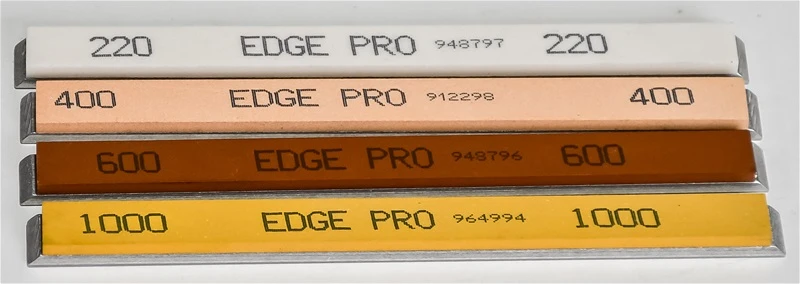 220 EDGE PRO 948797 220
400 EDGE PRO 912298 400
600 EDGE PRO 948796 600
1000 EDGE PRO 964994 1000